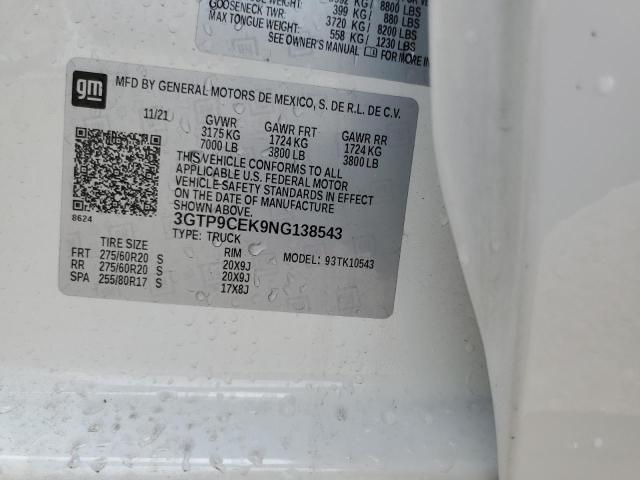 KG/ 8800 LBS
399 KG/ 880 LBS
GOOSENECK TWR: 3720 KG/ 8200 LBS
MAX TONGUE WEIGHT: 558 KG/ 1230 LBS
SEE OWNER'S MANUAL FOR MORE IN
gm
MFD BY GENERAL MOTORS DE MEXICO, S. DE R.L. DE C.V.
11/21 GVWR GAWR FRT GAWR RR
3175 KG 1724 KG 1724 KG
7000 LB 3800 LB 3800 LB
THIS VEHICLE CONFORMS TO ALL
APPLICABLE U.S. FEDERAL MOTOR
VEHICLE SAFETY STANDARDS IN EFFECT
ON THE DATE OF MANUFACTURE
SHOWN ABOVE.
8624
3GTP9CEK9NG138543
TYPE: TRUCK
TIRE SIZE RIM MODEL: 93TK10543
FRT 275/60R20 S 20X9J
RR 275/60R20 S 20X9J
SPA 255/80R17 S 17X8J